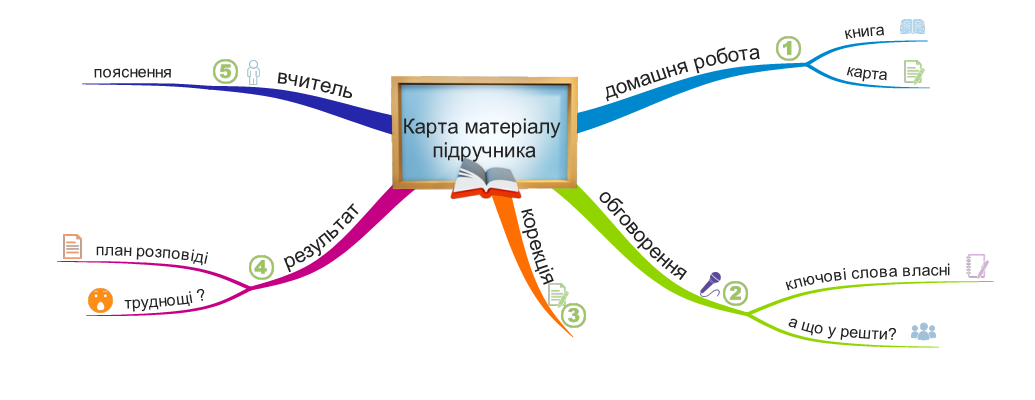 Карта матеріалу
підручника
домашня робота 1
книга
карта
обговорення 2
ключові слова власні
а що у решти?
корекція 3
результат 4
план розповіді
труднощі ?
вчитель 5
пояснення